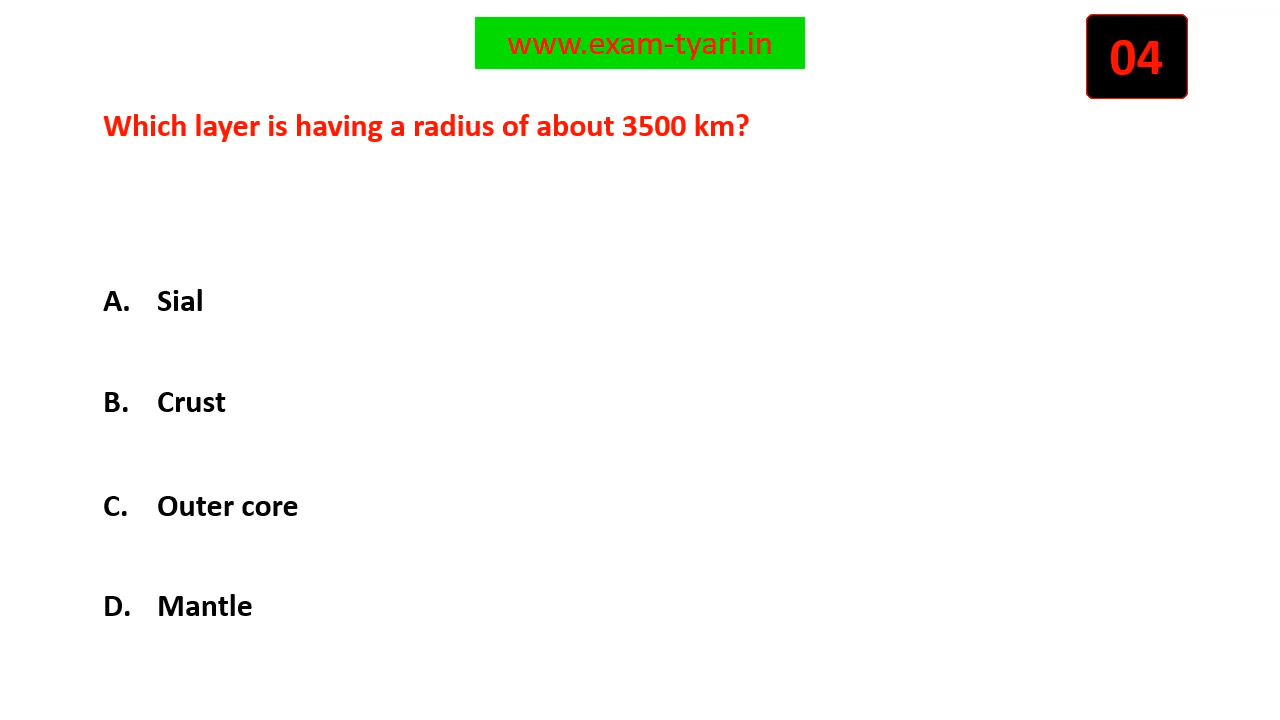 www.exam-tyari.in
04
Which layer is having a radius of about 3500 km?
A. Sial
B. Crust
C. Outer core
D. Mantle